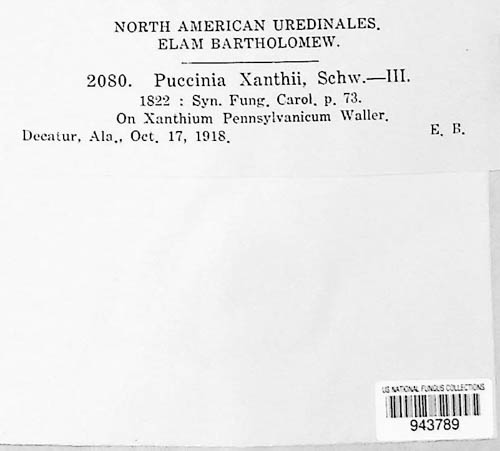 NORTH AMERICAN UREDINALES.
ELAM BARTHOLOMEW.
2080. Puccinia Xanthii, Schw.—III.
1822 : Syn. Fung. Carol. p. 73.
On Xanthium Pennsylvanicum Waller.
Decatur, Ala., Oct. 17, 1918. E. B.
US NATIONAL FUNGUS COLLECTIONS
943789